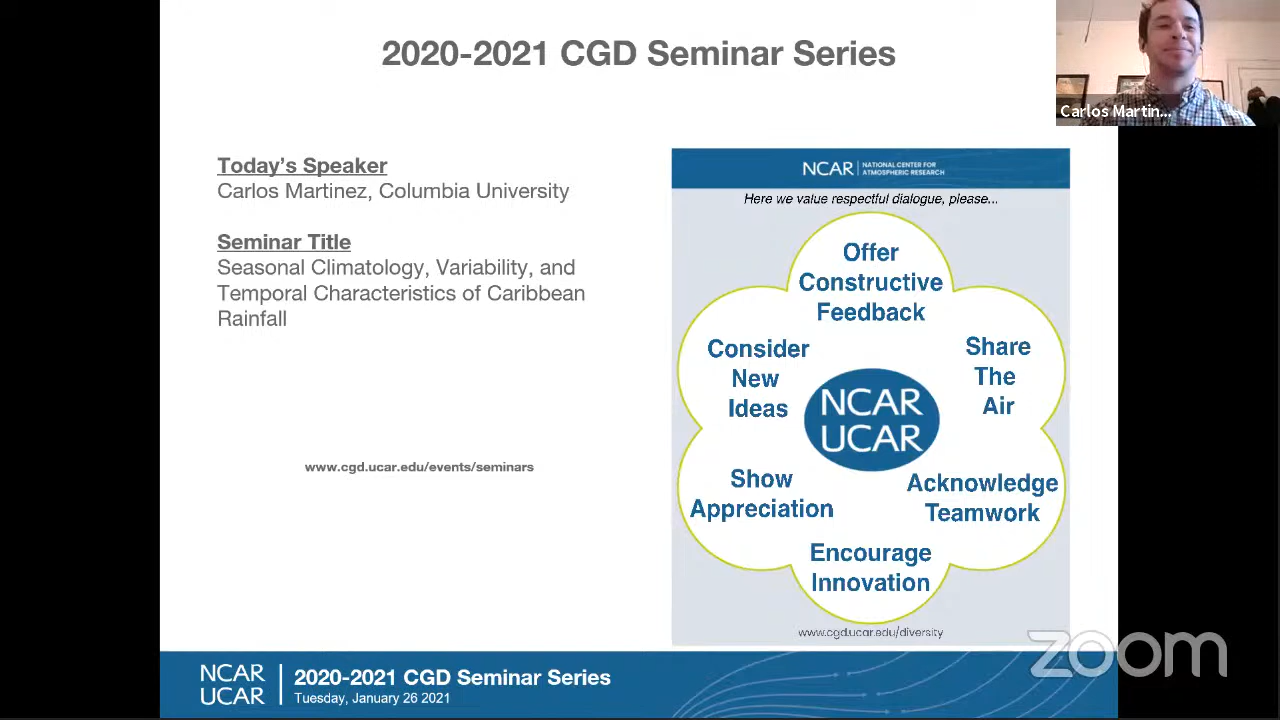 2020-2021 CGD Seminar Series
Carlos Martin...
Today's Speaker
Carlos Martinez, Columbia University
Seminar Title
Seasonal Climatology, Variability, and
Temporal Characteristics of Caribbean
Rainfall
www.cgd.ucar.edu/events/seminars
NCAR
NATIONAL CENTER FOR
ATMOSPHERIC RESEARCH
Here we value respectful dialogue, please...
Offer
Constructive
Feedback
Consider
New
Ideas
Share
The
Air
NCAR
UCAR
Show
Appreciation
Acknowledge
Teamwork
Encourage
Innovation
www.cgd.ucar.edu/diversity
zoom
NCAR
UCAR
2020-2021 CGD Seminar Series
Tuesday, January 26 2021